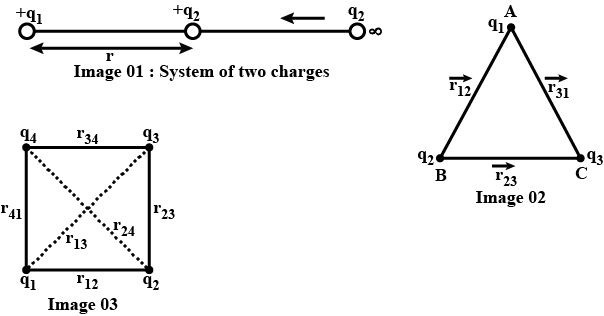 +q1 +q2 q2 ∞
r
Image 01 : System of two charges
A
q1
r12 r31
q2 q3
B r23 C
Image 02
q4 r34 q3
r41 r23
r13 r24
q1 r12 q2
Image 03